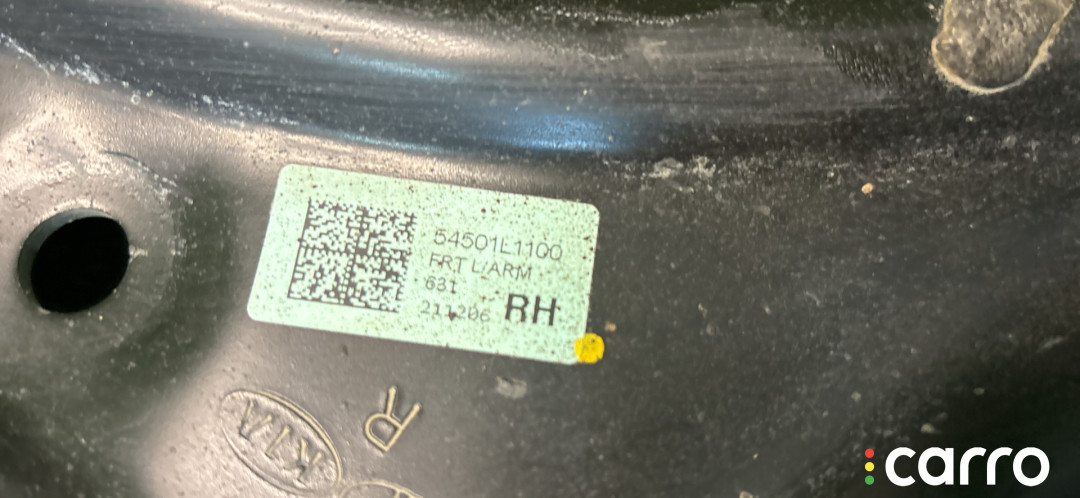 54501L1100
FRT L/ARM
631
211206 RH
R
KIA
carro